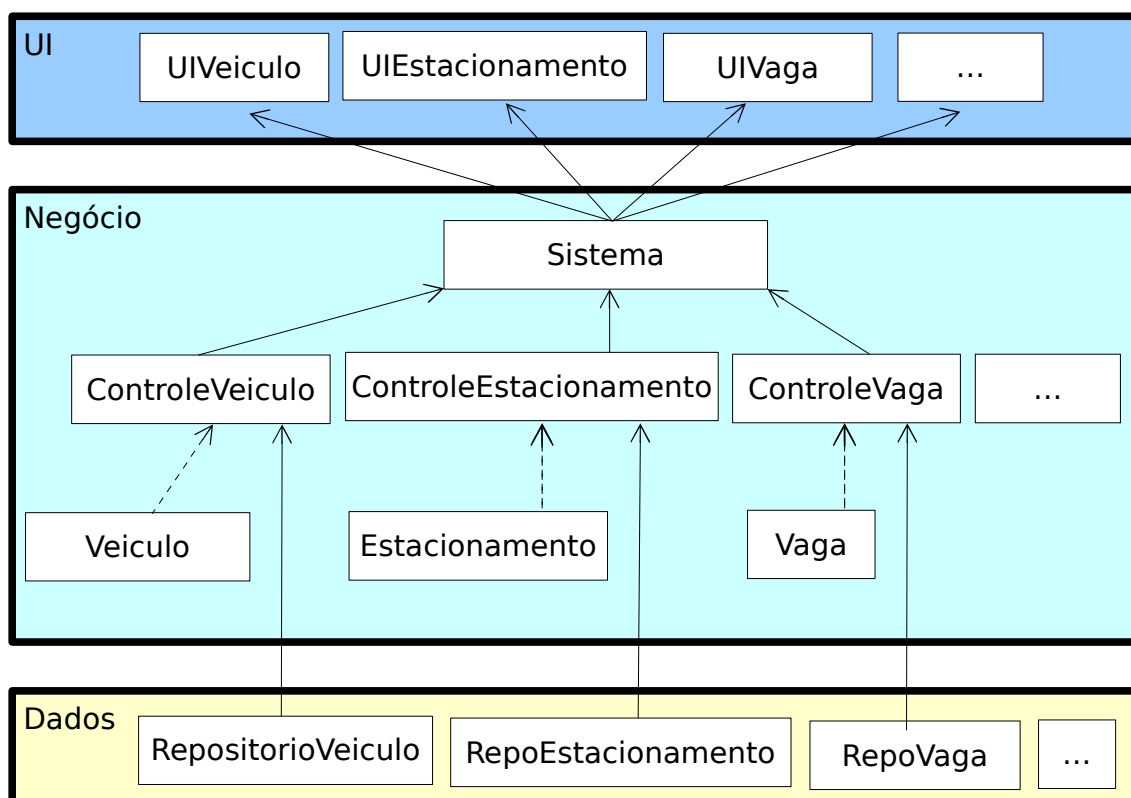 UI
UIVeiculo
UIEstacionamento
UIVaga
...
Negócio
Sistema
ControleVeiculo
ControleEstacionamento
ControleVaga
...
Veiculo
Estacionamento
Vaga
Dados
RepositorioVeiculo
RepoEstacionamento
RepoVaga
...